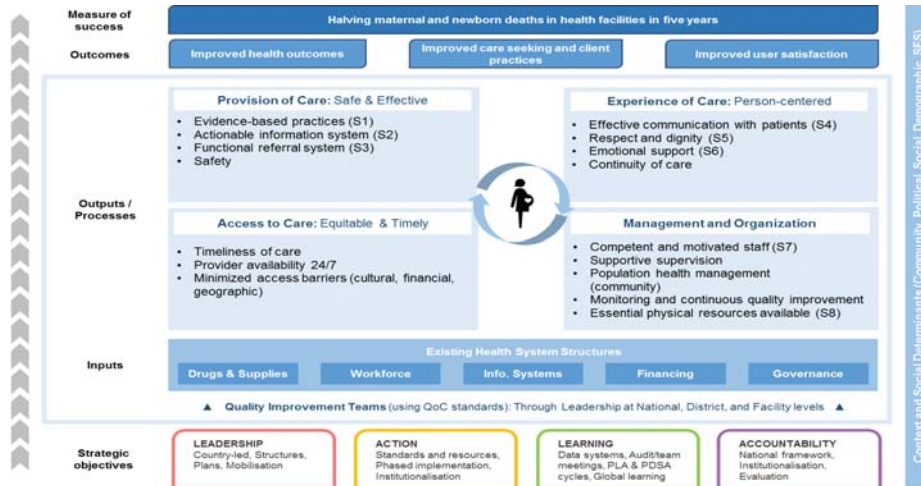 Measure of
success
Halving maternal and newborn deaths in health facilities in five years
Outcomes
Improved health outcomes
Improved care seeking and client
practices
Improved user satisfaction
Outputs /
Processes
Provision of Care: Safe & Effective
• Evidence-based practices (S1)
• Actionable information system (S2)
• Functional referral system (S3)
• Safety
Experience of Care: Person-centered
• Effective communication with patients (S4)
• Respect and dignity (S5)
• Emotional support (S6)
• Continuity of care
Access to Care: Equitable & Timely
• Timeliness of care
• Provider availability 24/7
• Minimized access barriers (cultural, financial,
geographic)
Management and Organization
• Competent and motivated staff (S7)
• Supportive supervision
• Population health management
(community)
• Monitoring and continuous quality improvement
• Essential physical resources available (S8)
Inputs
Existing Health System Structures
Drugs & Supplies
Workforce
Info. Systems
Financing
Governance
▲ Quality Improvement Teams (using QoC standards): Through Leadership at National, District, and Facility levels ▲
Strategic
objectives
LEADERSHIP
Country-led, Structures,
Plans, Mobilisation
ACTION
Standards and resources,
Phased implementation,
Institutionalisation
LEARNING
Data systems, Audit/team
meetings, PLA & PDSA
cycles, Global learning
ACCOUNTABILITY
National framework,
Institutionalisation,
Evaluation
Context and Social Determinants (Community, Political, Social, Demographic, SES)